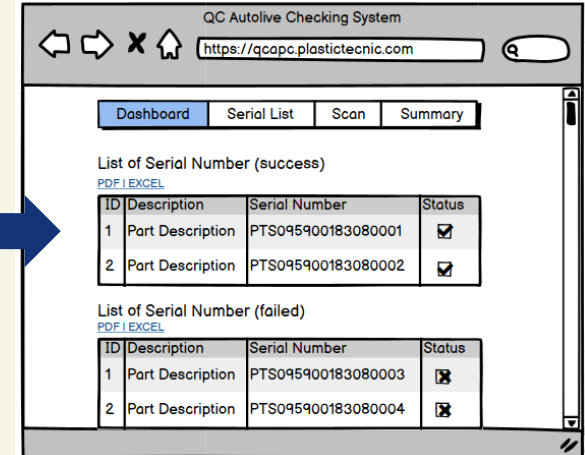 QC Autolive Checking System
https://qcapc.plastictecnic.com
Dashboard Serial List Scan Summary
List of Serial Number (success)
PDF I EXCEL
ID Description Serial Number Status
1 Part Description PTS095900183080001
2 Part Description PTS095900183080002
List of Serial Number (failed)
PDF I EXCEL
ID Description Serial Number Status
1 Part Description PTS095900183080003
2 Part Description PTS095900183080004